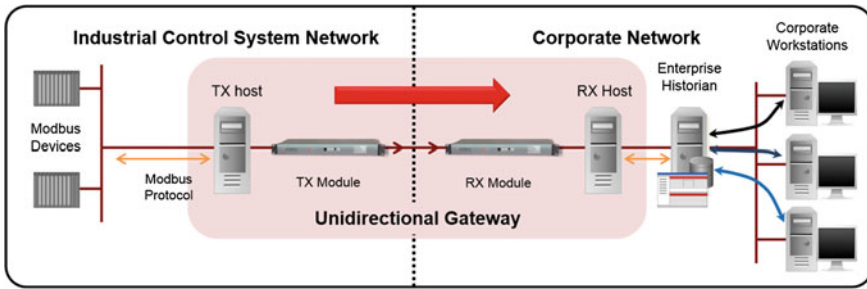 Industrial Control System Network
Corporate Network
Corporate
Workstations
TX host
RX Host
Enterprise
Historian
Modbus
Devices
Modbus
Protocol
TX Module
RX Module
Unidirectional Gateway